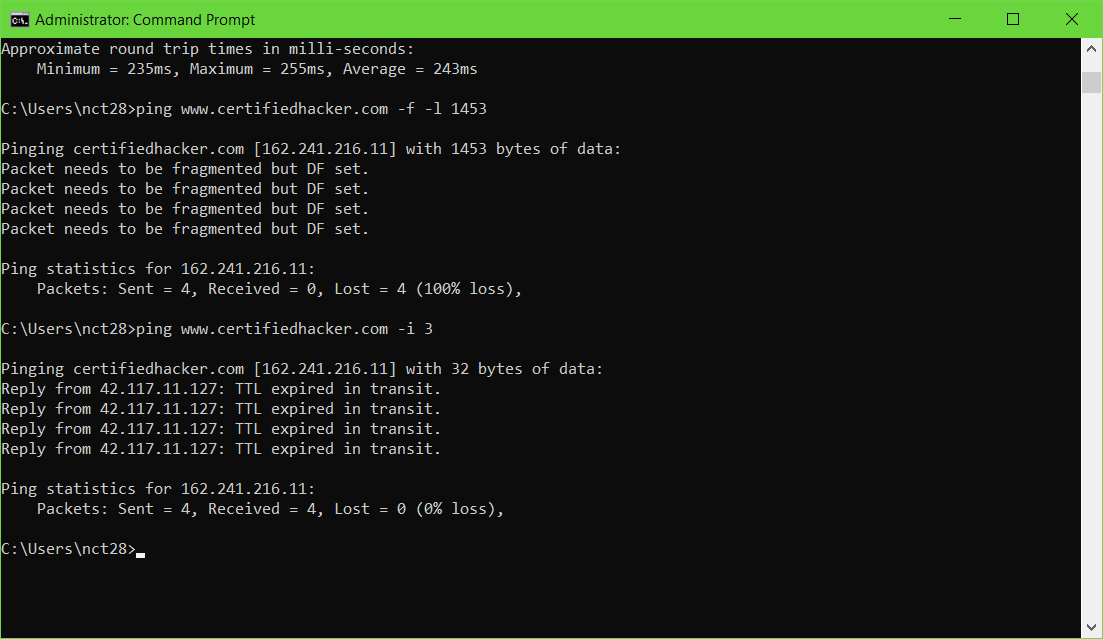 Administrator: Command Prompt
Approximate round trip times in milli-seconds:
    Minimum = 235ms, Maximum = 255ms, Average = 243ms
C:\Users\nct28>ping www.certifiedhacker.com -f -l 1453
Pinging certifiedhacker.com [162.241.216.11] with 1453 bytes of data:
Packet needs to be fragmented but DF set.
Packet needs to be fragmented but DF set.
Packet needs to be fragmented but DF set.
Packet needs to be fragmented but DF set.
Ping statistics for 162.241.216.11:
    Packets: Sent = 4, Received = 0, Lost = 4 (100% loss),
C:\Users\nct28>ping www.certifiedhacker.com -i 3
Pinging certifiedhacker.com [162.241.216.11] with 32 bytes of data:
Reply from 42.117.11.127: TTL expired in transit.
Reply from 42.117.11.127: TTL expired in transit.
Reply from 42.117.11.127: TTL expired in transit.
Reply from 42.117.11.127: TTL expired in transit.
Ping statistics for 162.241.216.11:
    Packets: Sent = 4, Received = 4, Lost = 0 (0% loss),
C:\Users\nct28>